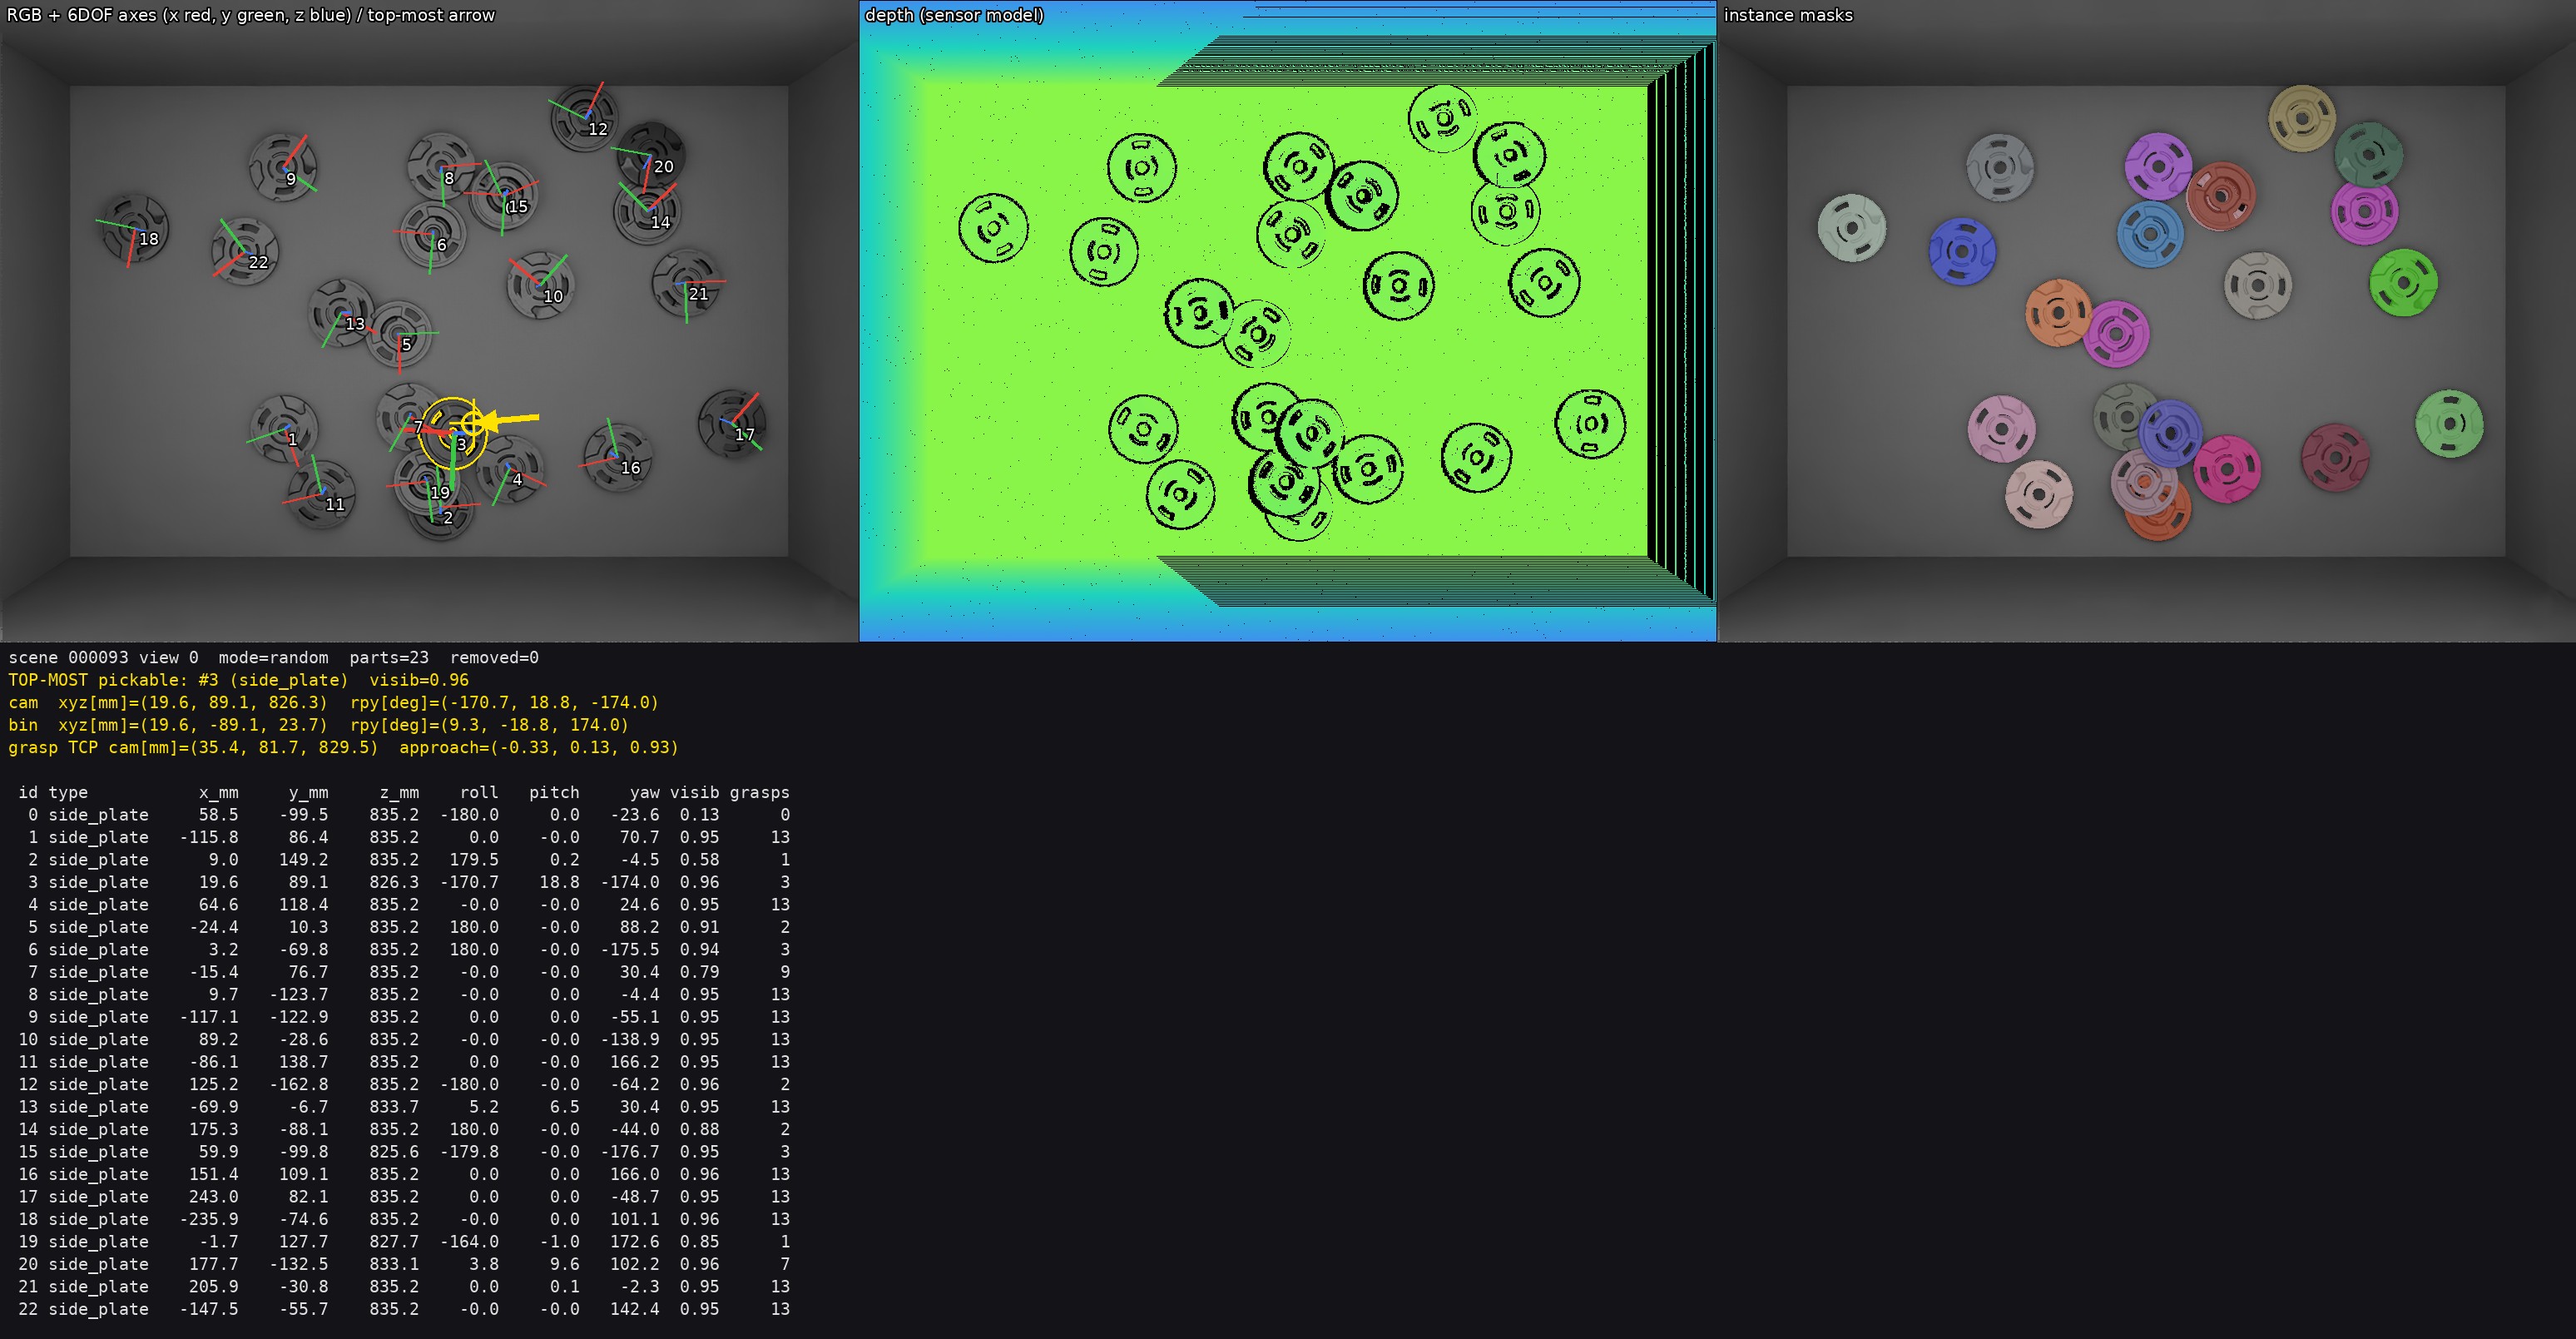 RGB + 6DOF axes (x red, y green, z blue) / top-most arrow
depth (sensor model)
instance masks
12
20
9
8
15
14
18
6
22
10
21
13
5
7
3
1
17
16
4
19
11
2
scene 000093 view 0 mode=random parts=23 removed=0
TOP-MOST pickable: #3 (side_plate) visib=0.96
cam xyz[mm]=(19.6, 89.1, 826.3) rpy[deg]=(-170.7, 18.8, -174.0)
bin xyz[mm]=(19.6, -89.1, 23.7) rpy[deg]=(9.3, -18.8, 174.0)
grasp TCP cam[mm]=(35.4, 81.7, 829.5) approach=(-0.33, 0.13, 0.93)
id type x_mm y_mm z_mm roll pitch yaw visib grasps
0 side_plate 58.5 -99.5 835.2 -180.0 0.0 -23.6 0.13 0
1 side_plate -115.8 86.4 835.2 0.0 -0.0 70.7 0.95 13
2 side_plate 9.0 149.2 835.2 179.5 0.2 -4.5 0.58 1
3 side_plate 19.6 89.1 826.3 -170.7 18.8 -174.0 0.96 3
4 side_plate 64.6 118.4 835.2 -0.0 -0.0 24.6 0.95 13
5 side_plate -24.4 10.3 835.2 180.0 -0.0 88.2 0.91 2
6 side_plate 3.2 -69.8 835.2 180.0 -0.0 -175.5 0.94 3
7 side_plate -15.4 76.7 835.2 -0.0 -0.0 30.4 0.79 9
8 side_plate 9.7 -123.7 835.2 -0.0 0.0 -4.4 0.95 13
9 side_plate -117.1 -122.9 835.2 0.0 0.0 -55.1 0.95 13
10 side_plate 89.2 -28.6 835.2 -0.0 -0.0 -138.9 0.95 13
11 side_plate -86.1 138.7 835.2 0.0 -0.0 166.2 0.95 13
12 side_plate 125.2 -162.8 835.2 -180.0 -0.0 -64.2 0.96 2
13 side_plate -69.9 -6.7 833.7 5.2 6.5 30.4 0.95 13
14 side_plate 175.3 -88.1 835.2 180.0 -0.0 -44.0 0.88 2
15 side_plate 59.9 -99.8 825.6 -179.8 -0.0 -176.7 0.95 3
16 side_plate 151.4 109.1 835.2 0.0 0.0 166.0 0.96 13
17 side_plate 243.0 82.1 835.2 0.0 0.0 -48.7 0.95 13
18 side_plate -235.9 -74.6 835.2 -0.0 0.0 101.1 0.96 13
19 side_plate -1.7 127.7 827.7 -164.0 -1.0 172.6 0.85 1
20 side_plate 177.7 -132.5 833.1 3.8 9.6 102.2 0.96 7
21 side_plate 205.9 -30.8 835.2 0.0 0.1 -2.3 0.95 13
22 side_plate -147.5 -55.7 835.2 -0.0 -0.0 142.4 0.95 13